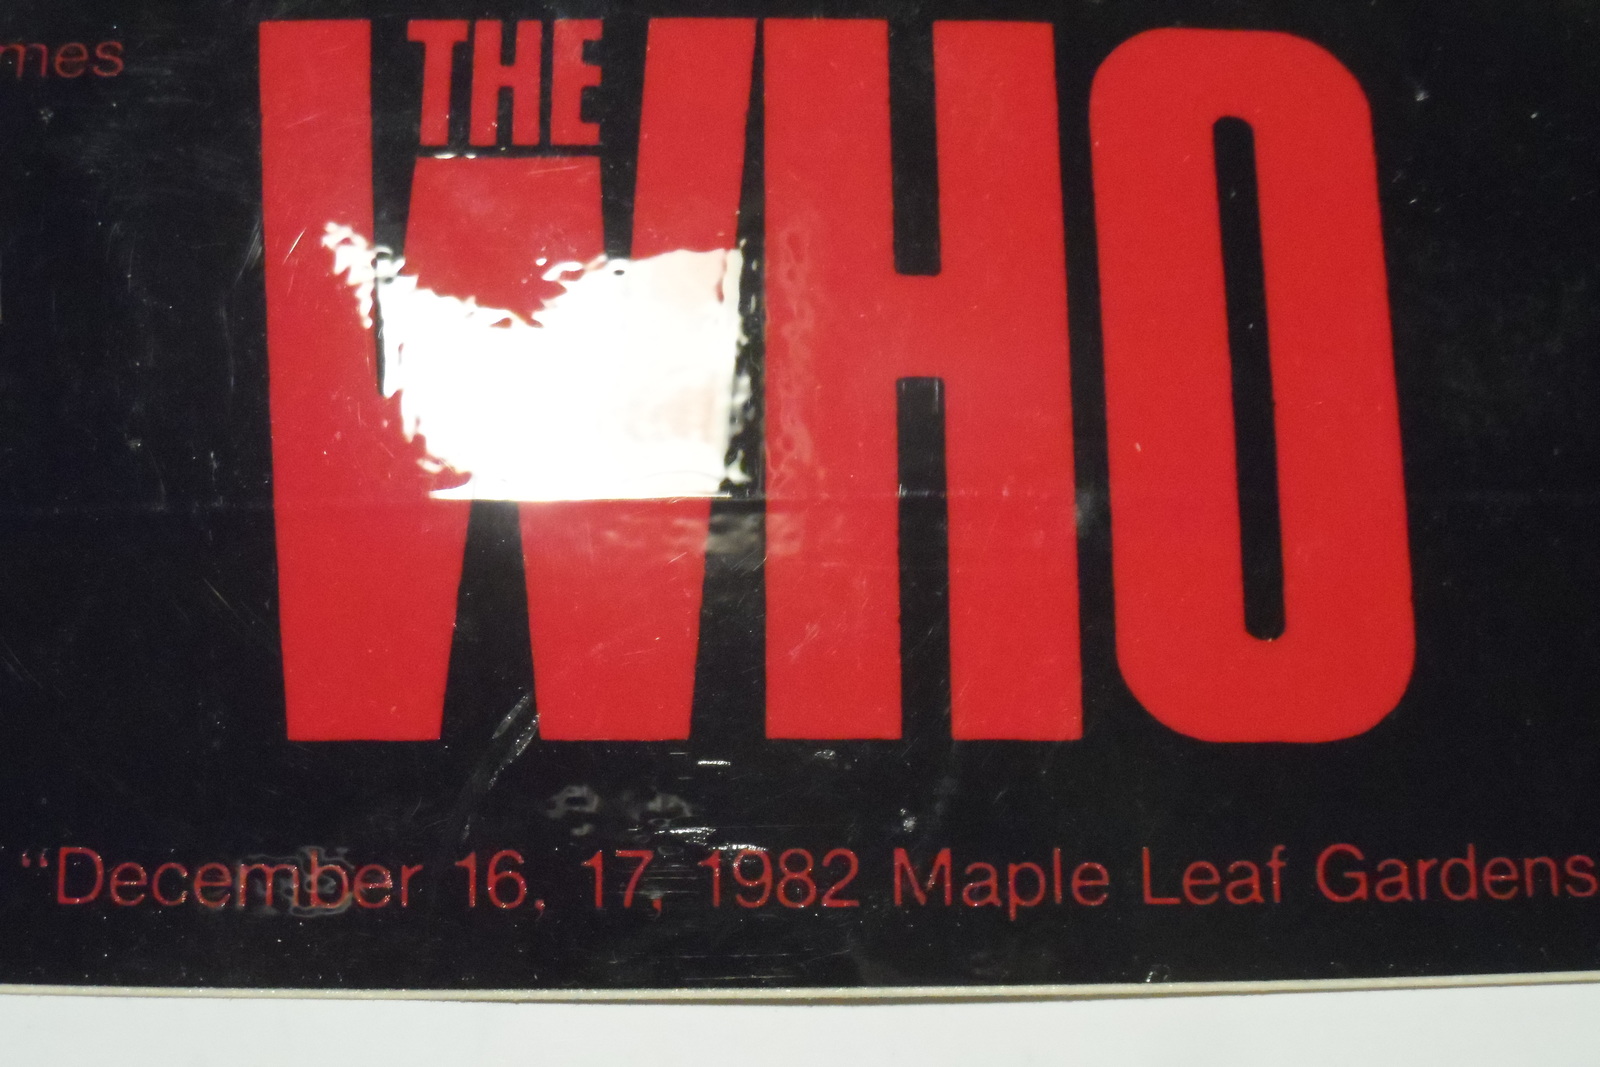 THE
WHO
"December 16, 17, 1982 Maple Leaf Gardens